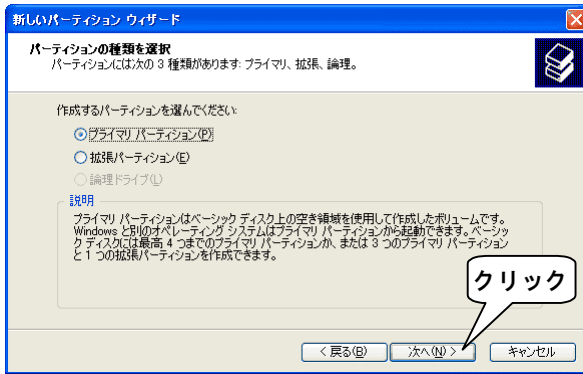 新しいパーティション ウィザード
パーティションの種類を選択
パーティションには次の 3 種類があります: プライマリ、拡張、論理。
作成するパーティションを選んでください:
プライマリ パーティション(P)
拡張パーティション(E)
論理ドライブ(L)
説明
プライマリ パーティションはベーシック ディスク上の空き領域を使用して作成したボリュームです。
Windows と別のオペレーティング システムはプライマリ パーティションから起動できます。ベーシッ
ク ディスクには最高 4 つまでのプライマリ パーティションか、または 3 つのプライマリ パーティション
と 1 つの拡張パーティションを作成できます。
クリック
< 戻る(B)
次へ(N) >
キャンセル